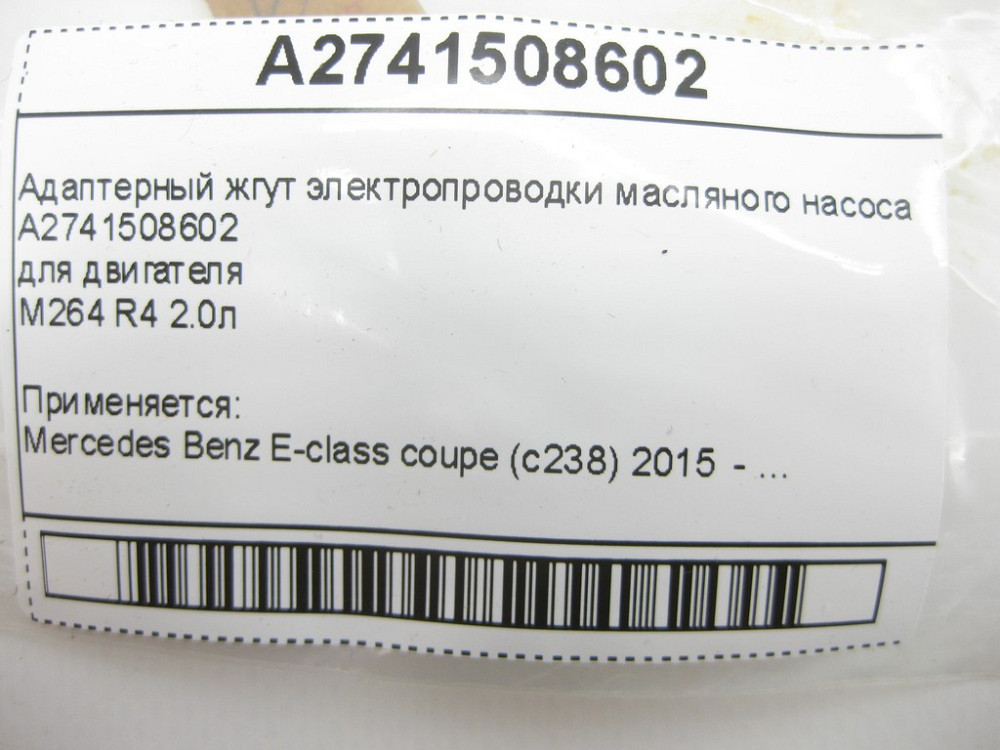 A2741508602
Адаптерный жгут электропроводки масляного насоса
A2741508602
для двигателя
M264 R4 2.0л
Применяется:
Mercedes Benz E-class coupe (c238) 2015 - ...